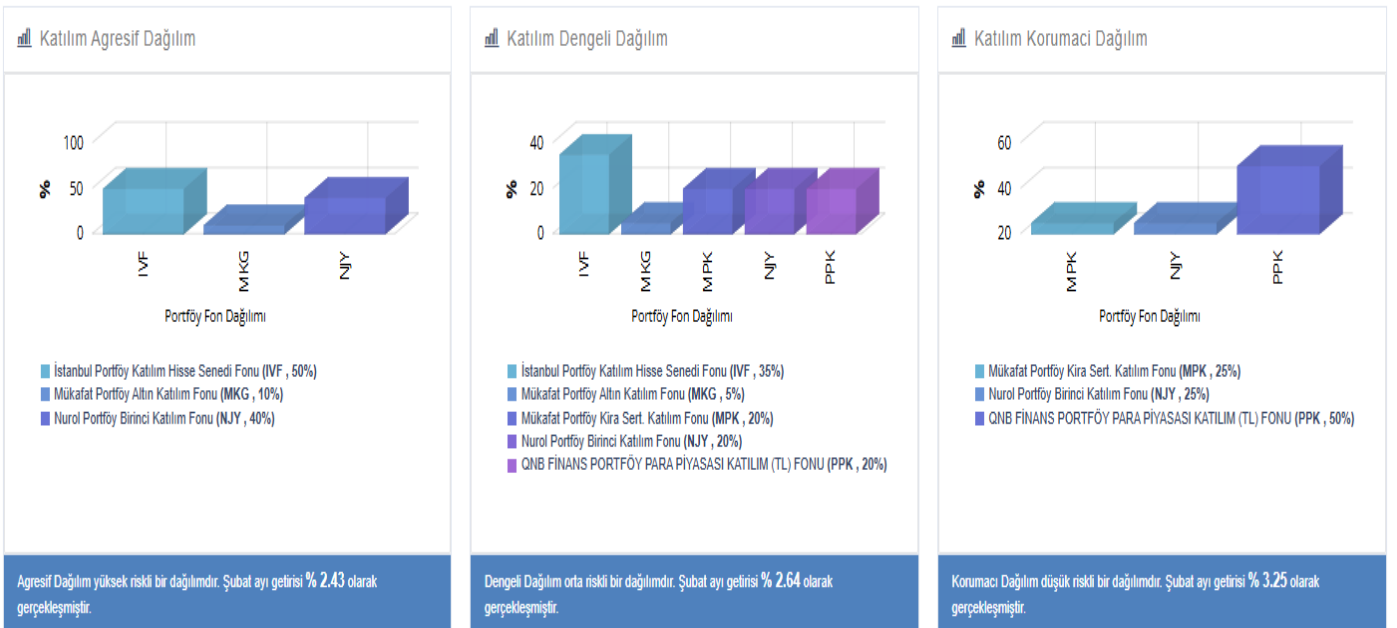 Katılım Agresif Dağılım
%
100
50
0
IVF
MKG
NJY
Portföy Fon Dağılımı
İstanbul Portföy Katılım Hisse Senedi Fonu (IVF , 50%)
Mükafat Portföy Altın Katılım Fonu (MKG , 10%)
Nurol Portföy Birinci Katılım Fonu (NJY , 40%)
Agresif Dağılım yüksek riskli bir dağılımdır. Şubat ayı getirisi % 2.43 olarak
gerçekleşmiştir.
Katılım Dengeli Dağılım
%
40
20
0
IVF
MKG
MPK
NJY
PPK
Portföy Fon Dağılımı
İstanbul Portföy Katılım Hisse Senedi Fonu (IVF , 35%)
Mükafat Portföy Altın Katılım Fonu (MKG , 5%)
Mükafat Portföy Kira Sert. Katılım Fonu (MPK , 20%)
Nurol Portföy Birinci Katılım Fonu (NJY , 20%)
QNB FİNANS PORTFÖY PARA PİYASASI KATILIM (TL) FONU (PPK , 20%)
Dengeli Dağılım orta riskli bir dağılımdır. Şubat ayı getirisi % 2.64 olarak
gerçekleşmiştir.
Katılım Korumaci Dağılım
%
60
40
20
MPK
NJY
PPK
Portföy Fon Dağılımı
Mükafat Portföy Kira Sert. Katılım Fonu (MPK , 25%)
Nurol Portföy Birinci Katılım Fonu (NJY , 25%)
QNB FİNANS PORTFÖY PARA PİYASASI KATILIM (TL) FONU (PPK , 50%)
Korumacı Dağılım düşük riskli bir dağılımdır. Şubat ayı getirisi % 3.25 olarak
gerçekleşmiştir.